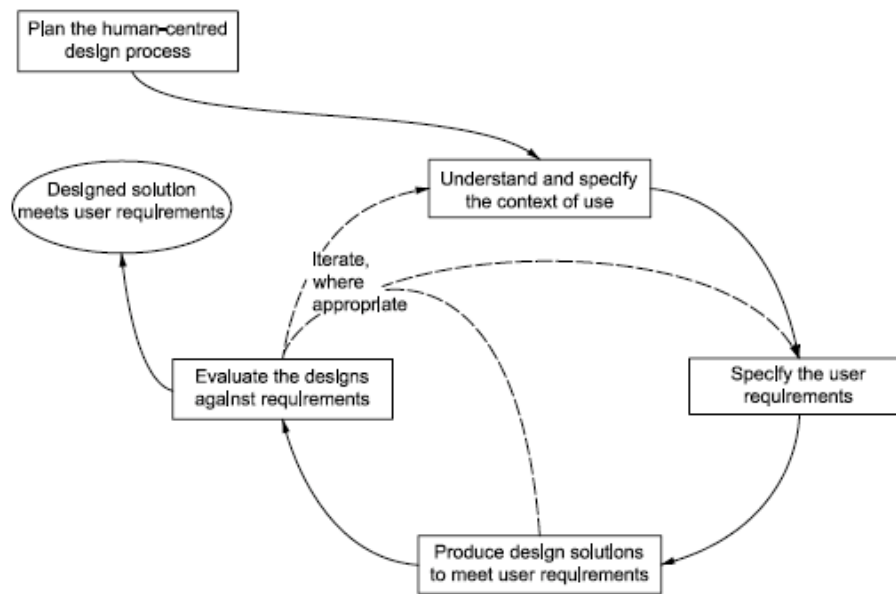 Plan the human-centred
design process
Understand and specify
the context of use
Designed solution
meets user requirements
Iterate,
where
appropriate
Evaluate the designs
against requirements
Specify the user
requirements
Produce design solutions
to meet user requirements